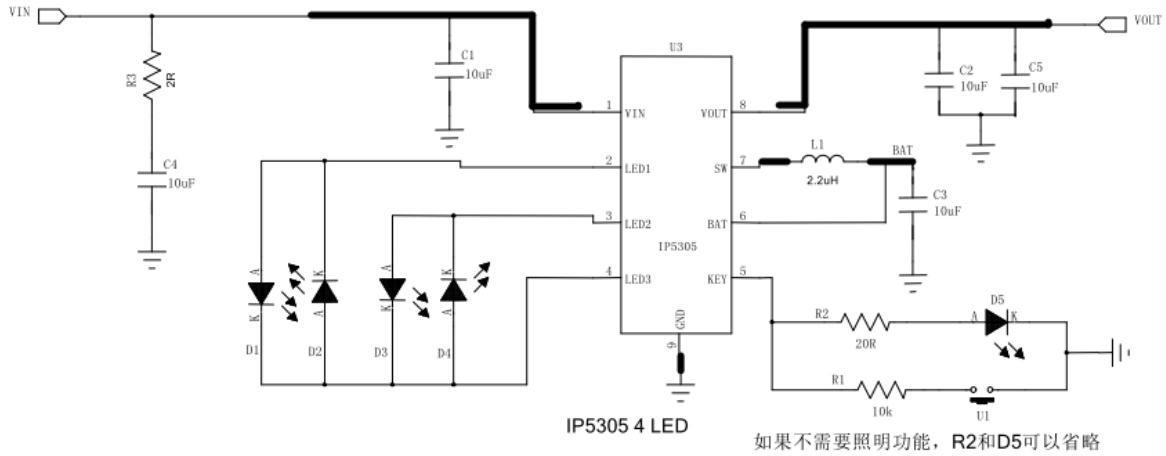 VIN
VOUT
R3
2R
C4
10uF
C1
10uF
U3
C2
10uF
C5
10uF
1
VIN
VOUT
8
2
LED1
SW
7
L1
2.2uH
BAT
3
LED2
BAT
6
C3
10uF
IP5305
4
LED3
KEY
5
GND
9
A
K
D1
K
A
D2
A
K
D3
K
A
D4
R2
20R
A
D5
K
R1
10k
U1
IP5305 4 LED
如果不需要照明功能，R2和D5可以省略